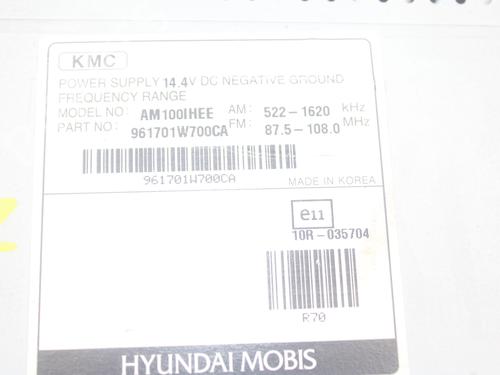 KMC
POWER SUPPLY 14.4V DC NEGATIVE GROUND
FREQUENCY RANGE
MODEL NO: AM100IHEE AM: 522-1620 kHz
PART NO: 961701W700CA FM: 87.5-108.0 MHz
961701W700CA
MADE IN KOREA
e11
10R-035704
R70
HYUNDAI MOBIS